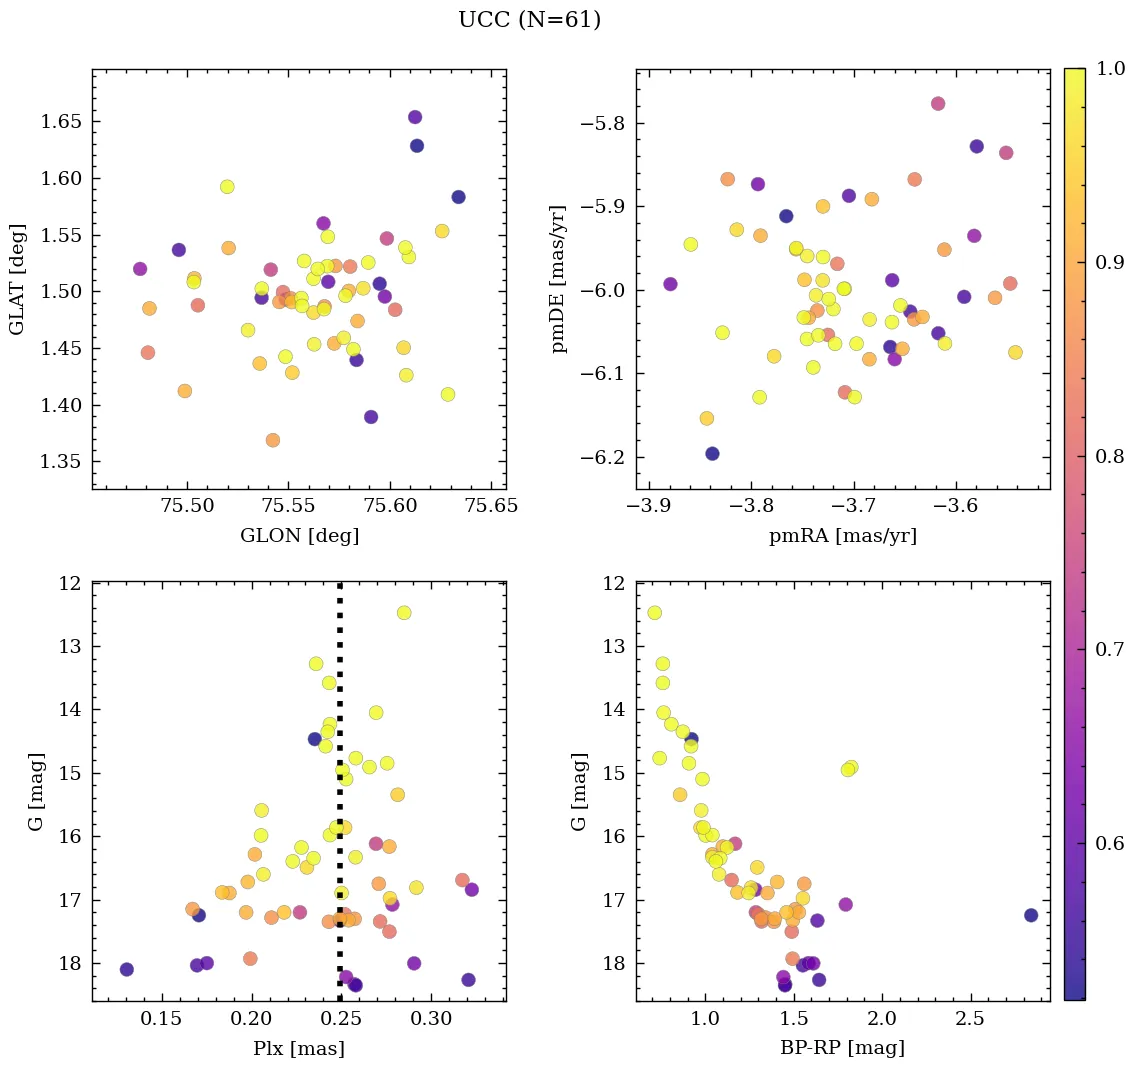 UCC (N=61)
1.65
1.60
1.55
1.50
1.45
1.40
1.35
GLAT [deg]
75.50 75.55 75.60 75.65
GLON [deg]
−5.8
−5.9
−6.0
−6.1
−6.2
pmDE [mas/yr]
−3.9 −3.8 −3.7 −3.6
pmRA [mas/yr]
1.0
0.9
0.8
0.7
0.6
12
13
14
15
16
17
18
G [mag]
0.15 0.20 0.25 0.30
Plx [mas]
12
13
14
15
16
17
18
G [mag]
1.0 1.5 2.0 2.5
BP-RP [mag]